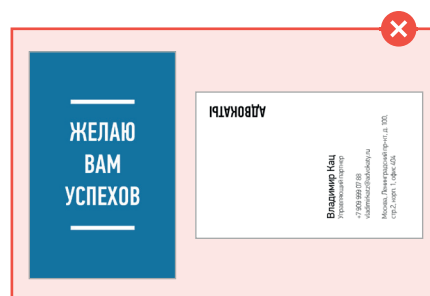 ЖЕЛАЮ
ВАМ
УСПЕХОВ
АДВОКАТЫ
Владимир Кац
Управляющий партнер
+7 909 999 07 88
vladimirkatz@advokaty.ru
Москва, Ленинградский пр-нт, д. 100,
стр.2, корп. 1, офис 404